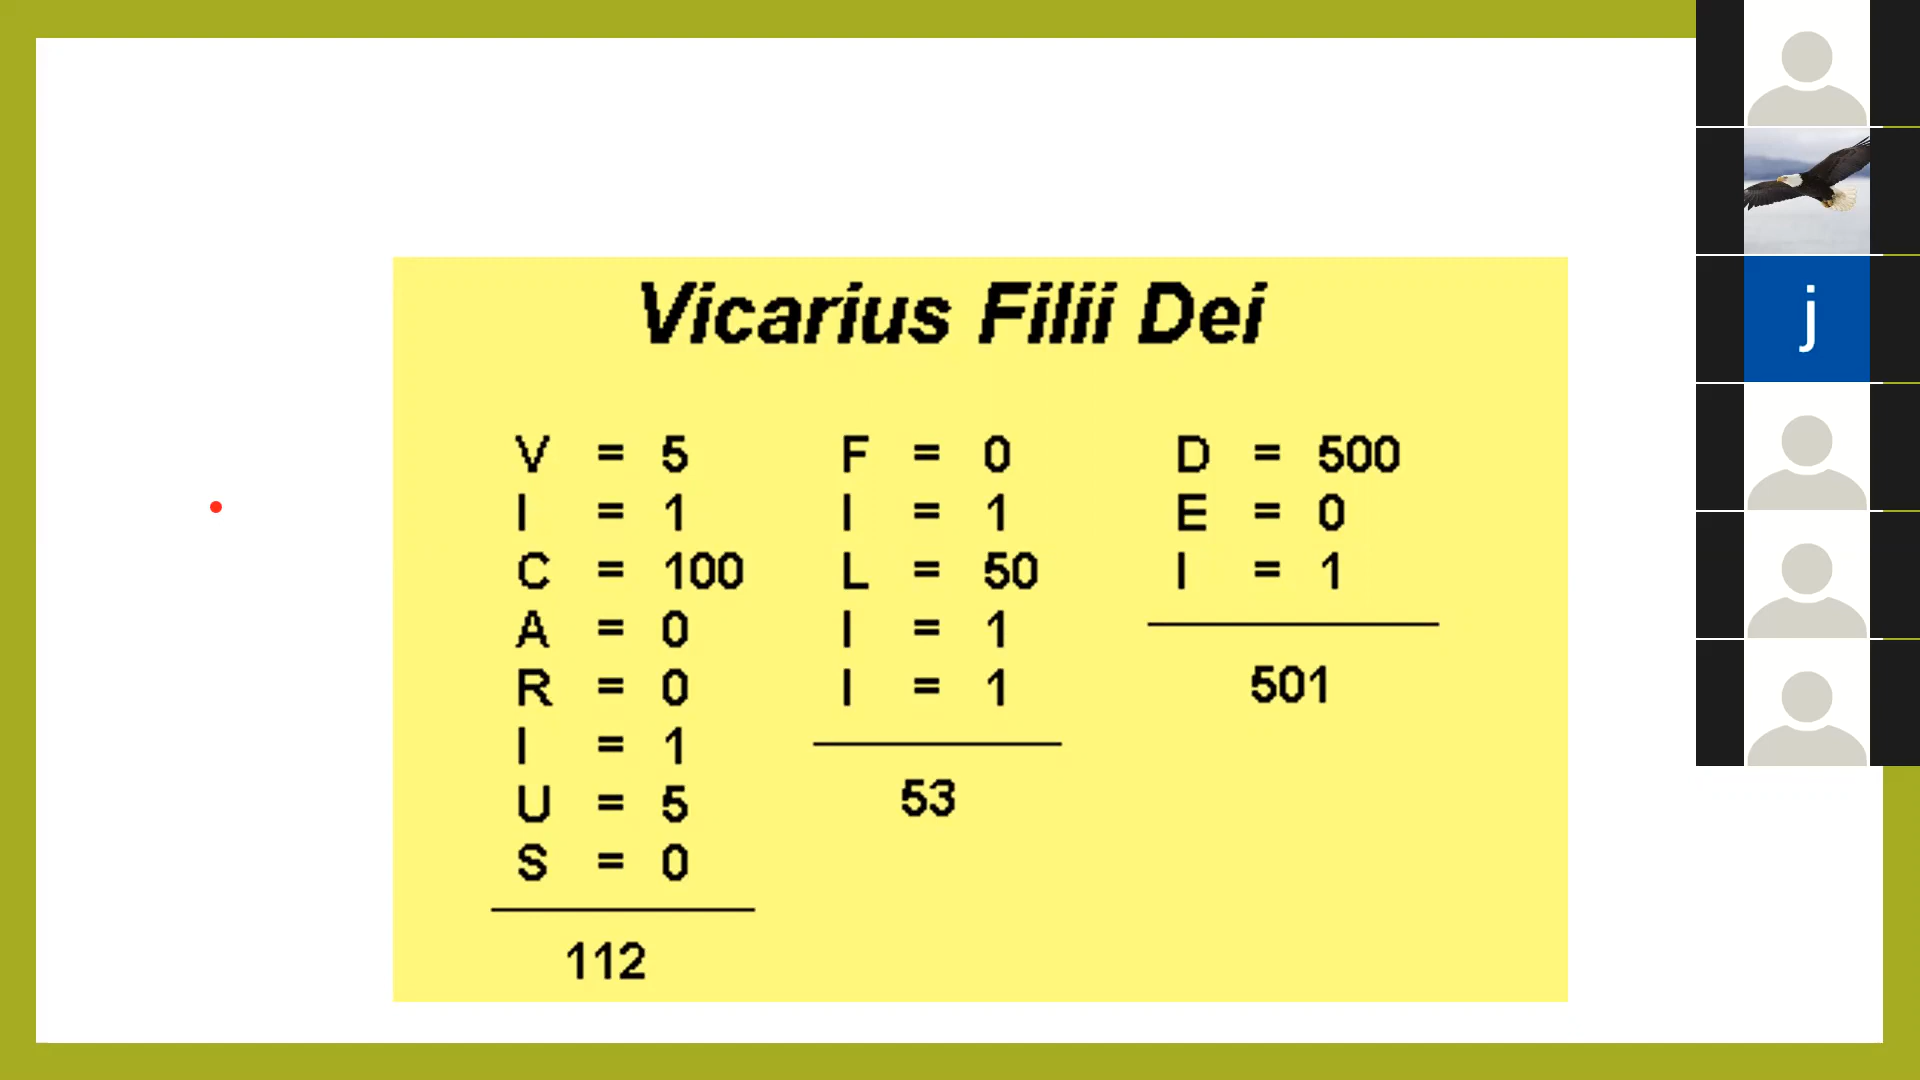 Vicarius Filii Dei
V = 5
I = 1
C = 100
A = 0
R = 0
I = 1
U = 5
S = 0
112
F = 0
I = 1
L = 50
I = 1
I = 1
53
D = 500
E = 0
I = 1
501
j